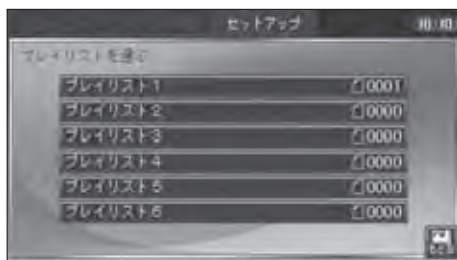 セットアップ
10:10
プレイリストを選ぶ
プレイリスト1 0001
プレイリスト2 0000
プレイリスト3 0000
プレイリスト4 0000
プレイリスト5 0000
プレイリスト6 0000
もどる